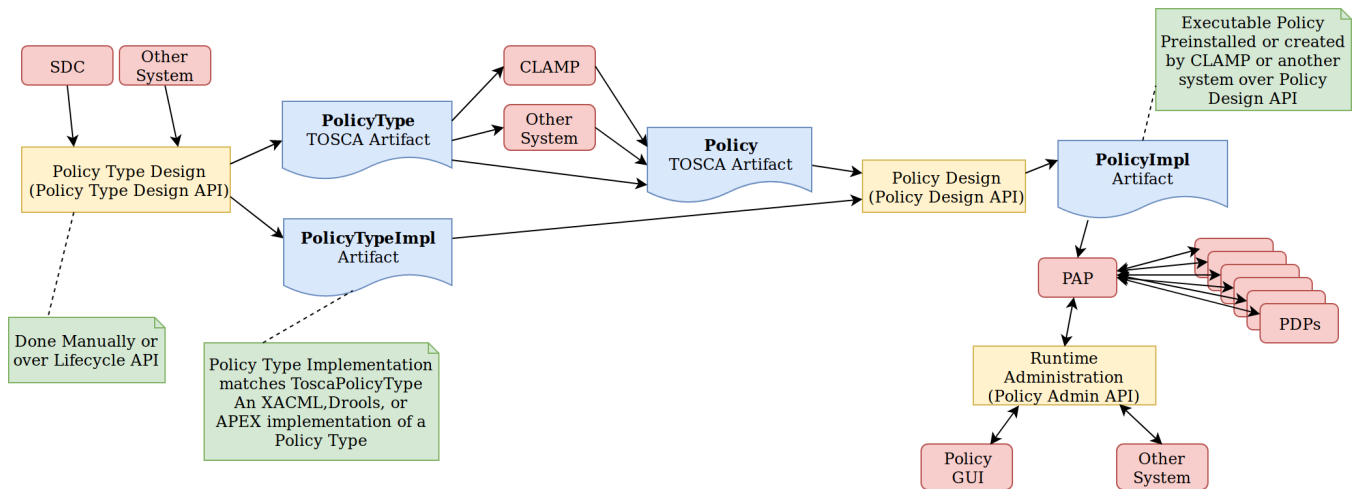 SDC
Other
System
Policy Type Design
(Policy Type Design API)
Done Manually or
over Lifecycle API
PolicyType
TOSCA Artifact
PolicyTypeImpl
Artifact
Policy Type Implementation
matches ToscaPolicyType
An XACML,Drools, or
APEX implementation of a
Policy Type
CLAMP
Other
System
Policy
TOSCA Artifact
Policy Design
(Policy Design API)
Executable Policy
Preinstalled or created
by CLAMP or another
system over Policy
Design API
PolicyImpl
Artifact
PAP
PDPs
Runtime
Administration
(Policy Admin API)
Policy
GUI
Other
System